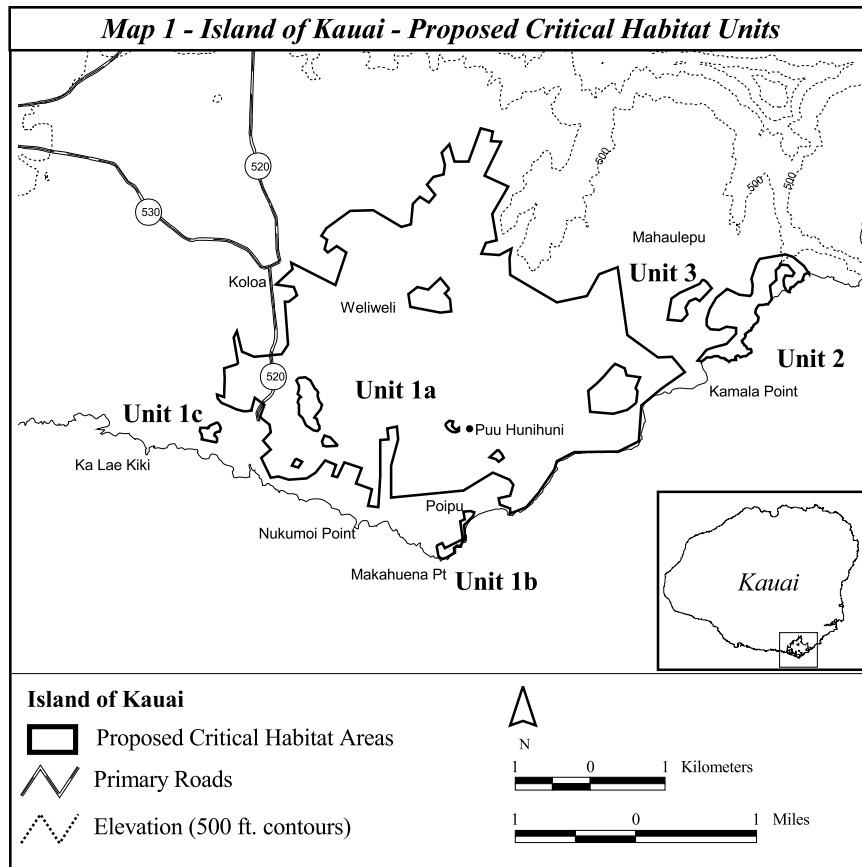 Map 1 - Island of Kauai - Proposed Critical Habitat Units
520
500
500
500
530
Mahaulepu
Koloa
Unit 3
Weliweli
Unit 2
520
Unit 1a
Kamala Point
Unit 1c
Puu Hunihuni
Ka Lae Kiki
Poipu
Nukumoi Point
Makahuena Pt
Unit 1b
Kauai
Island of Kauai
Proposed Critical Habitat Areas
Primary Roads
Elevation (500 ft. contours)
N
1 0 1 Kilometers
1 0 1 Miles